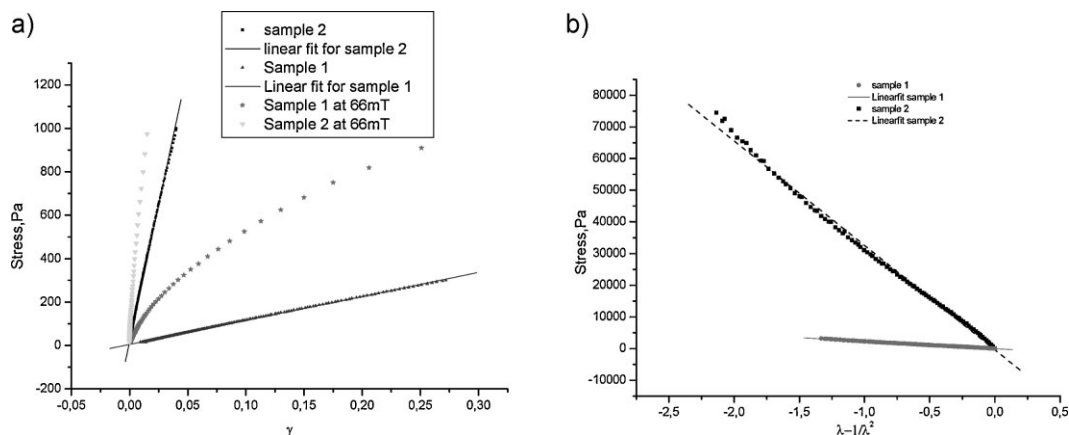 a)
sample 2
linear fit for sample 2
Sample 1
Linear fit for sample 1
Sample 1 at 66mT
Sample 2 at 66mT
Stress,Pa
1200
1000
800
600
400
200
0
-200
-0,05
0,00
0,05
0,10
0,15
0,20
0,25
0,30
γ
b)
sample 1
Linearfit sample 1
sample 2
Linearfit sample 2
Stress,Pa
80000
70000
60000
50000
40000
30000
20000
10000
0
-10000
-2,5
-2,0
-1,5
-1,0
-0,5
0,0
0,5
λ-1/λ²